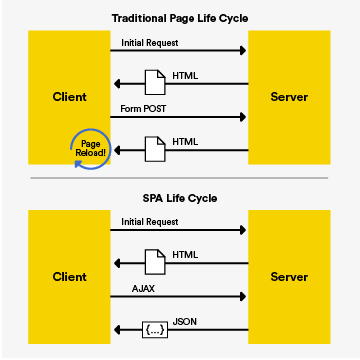 Traditional Page Life Cycle
Initial Request
HTML
Client
Server
Form POST
HTML
Page
Reload!
SPA Life Cycle
Initial Request
HTML
Client
Server
AJAX
JSON
{...}